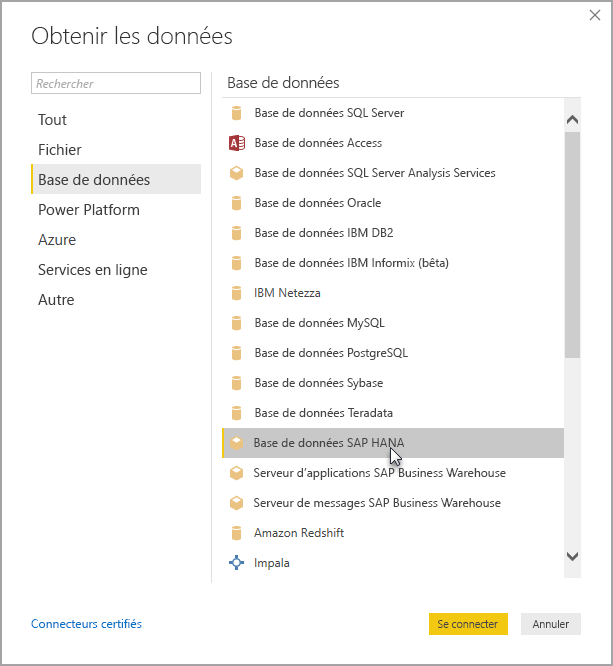 Obtenir les données
Rechercher
Tout
Fichier
Base de données
Power Platform
Azure
Services en ligne
Autre
Base de données
Base de données SQL Server
Base de données Access
Base de données SQL Server Analysis Services
Base de données Oracle
Base de données IBM DB2
Base de données IBM Informix (bêta)
IBM Netezza
Base de données MySQL
Base de données PostgreSQL
Base de données Sybase
Base de données Teradata
Base de données SAP HANA
Serveur d'applications SAP Business Warehouse
Serveur de messages SAP Business Warehouse
Amazon Redshift
Impala
Connecteurs certifiés
Se connecter
Annuler